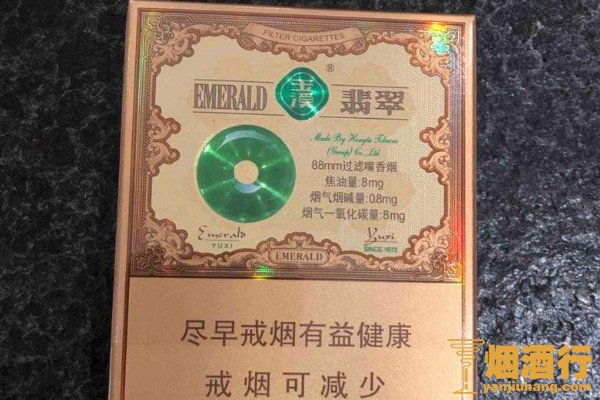 FILTER CIGARETTES
EMERALD 玉溪® 翡翠
Made By Hongta Tobacco
(Group) Co., Ltd.
88mm过滤嘴香烟
焦油量:8mg
烟气烟碱量:0.8mg
烟气一氧化碳量:8mg
Emerald
YUXI
Yuxi
SINCE 1973
EMERALD
尽早戒烟有益健康
戒烟可减少
烟酒行
yanjiuhang.com